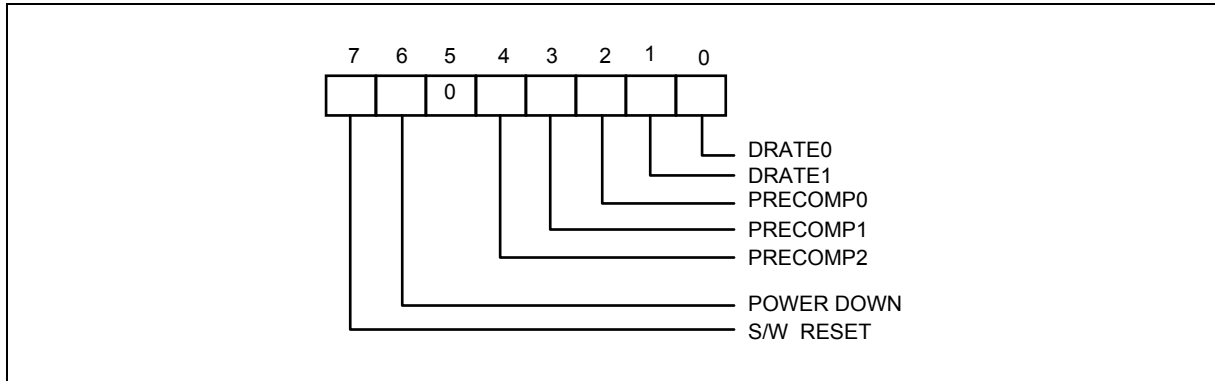 7 6 5 4 3 2 1 0
0
DRATE0
DRATE1
PRECOMP0
PRECOMP1
PRECOMP2
POWER DOWN
S/W RESET